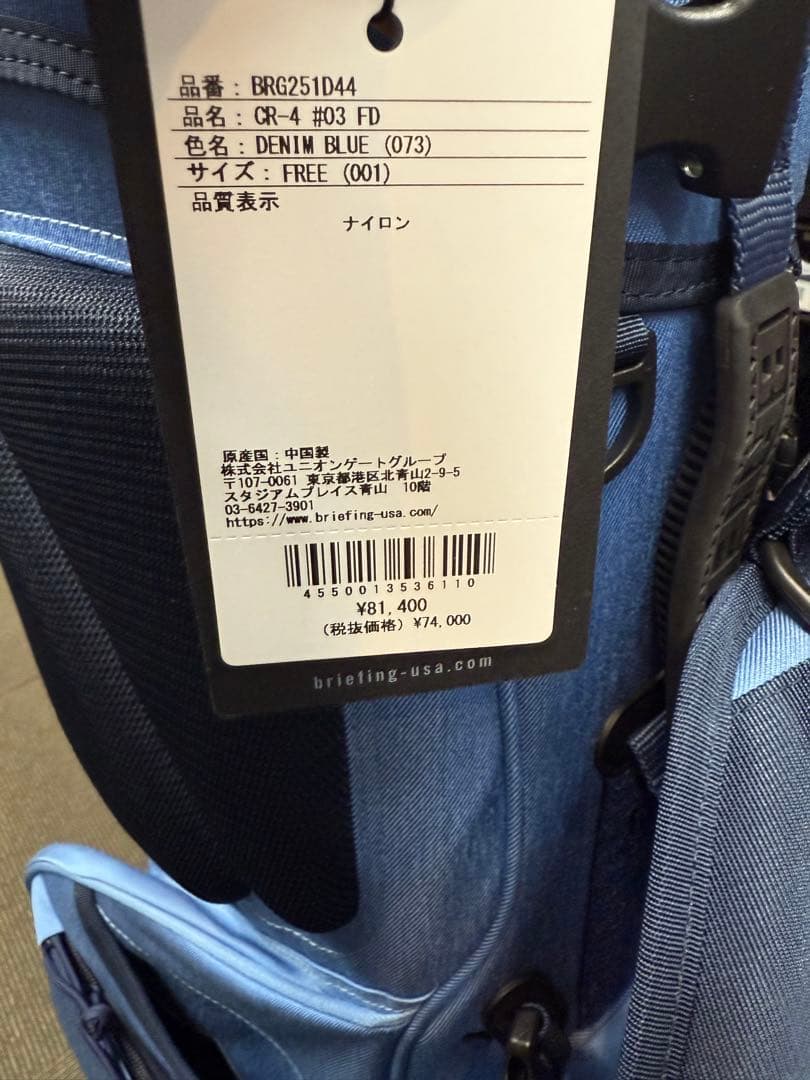 品番：BRG251D44
品名：CR-4 #03 FD
色名：DENIM BLUE (073)
サイズ：FREE (001)
品質表示
ナイロン
原産国：中国製
株式会社ユニオンゲートグループ
〒107-0061 東京都港区北青山2-9-5
スタジアムプレイス青山 10階
03-6427-3901
https://www.briefing-usa.com/
4550013536110
¥81,400
(税抜価格) ¥74,000
briefing-usa.com